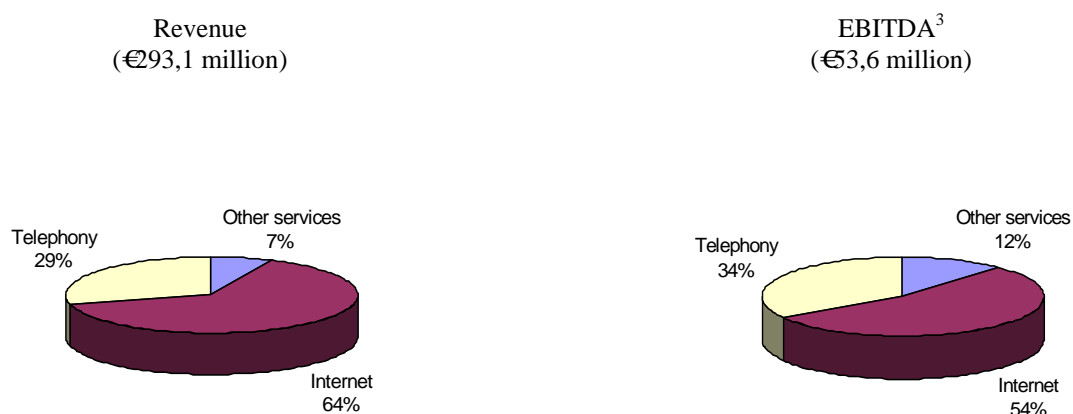 Revenue
(€293,1 million)
EBITDA3
(€53,6 million)
Other services
7%
Telephony
29%
Internet
64%
Other services
12%
Telephony
34%
Internet
54%